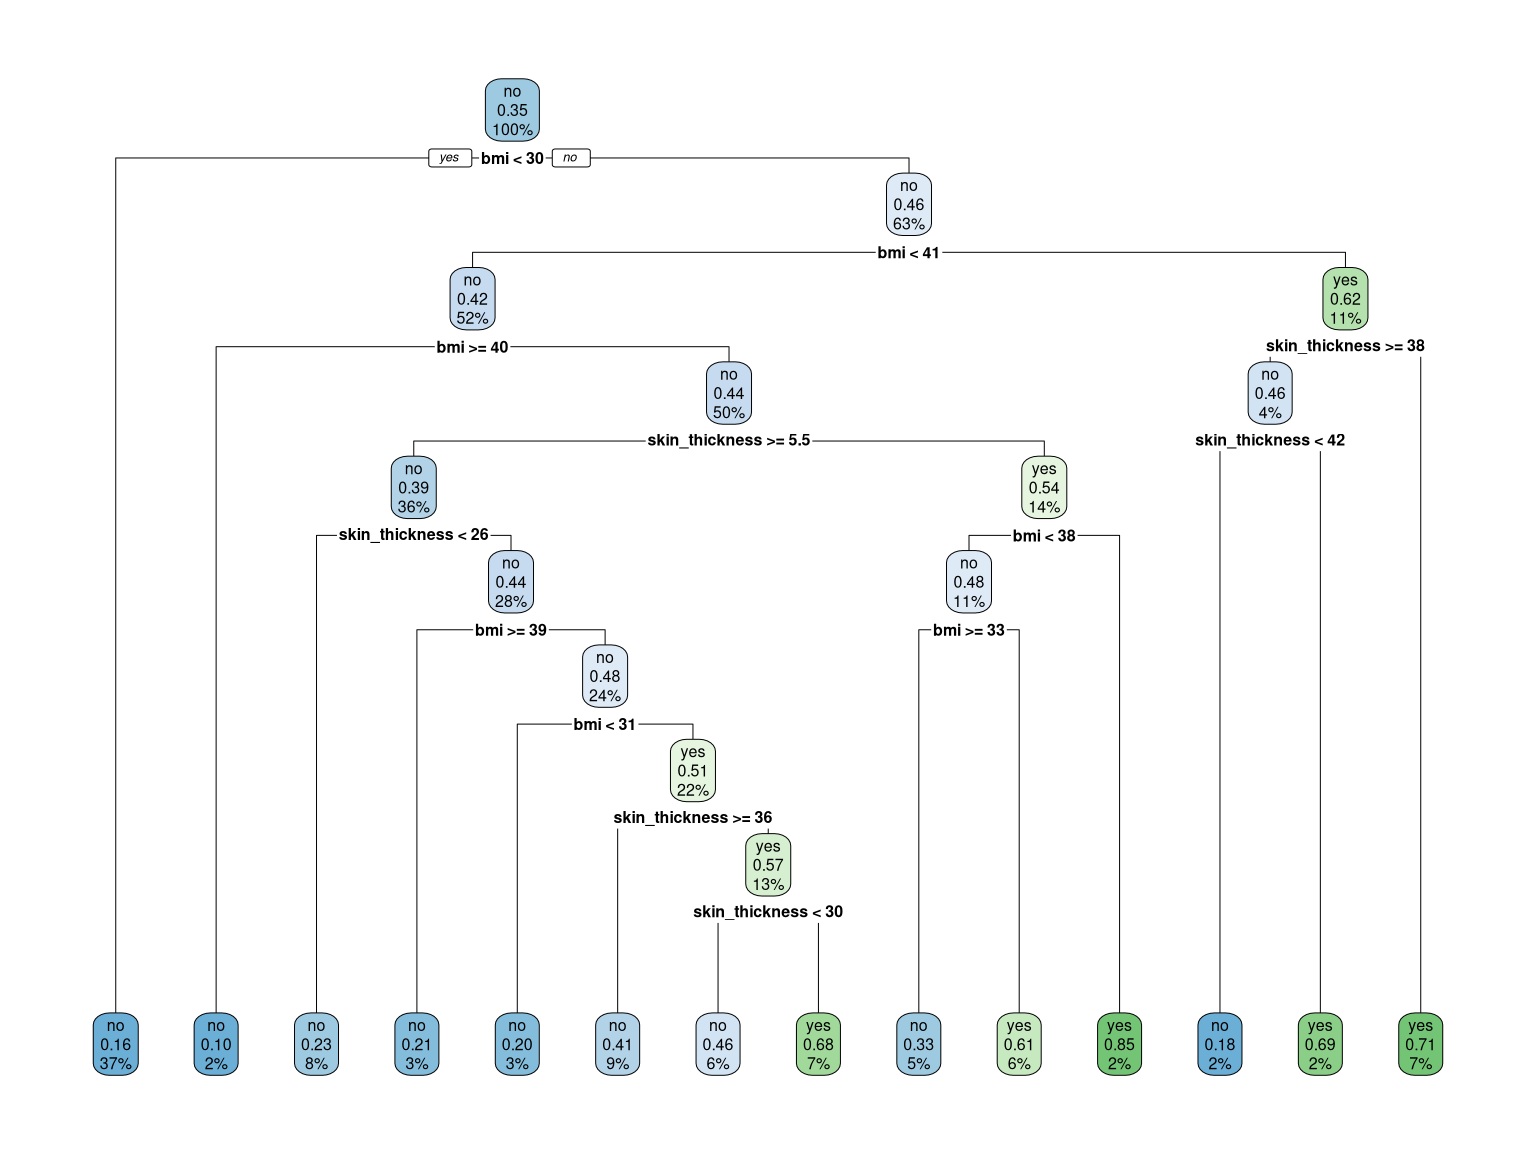 no
0.35
100%
yes
bmi < 30
no
no
0.46
63%
bmi < 41
no
0.42
52%
yes
0.62
11%
bmi >= 40
skin_thickness >= 38
no
0.44
50%
no
0.46
4%
skin_thickness >= 5.5
skin_thickness < 42
no
0.39
36%
yes
0.54
14%
skin_thickness < 26
bmi < 38
no
0.44
28%
no
0.48
11%
bmi >= 39
bmi >= 33
no
0.48
24%
bmi < 31
yes
0.51
22%
skin_thickness >= 36
yes
0.57
13%
skin_thickness < 30
no
0.16
37%
no
0.10
2%
no
0.23
8%
no
0.21
3%
no
0.20
3%
no
0.41
9%
no
0.46
6%
yes
0.68
7%
no
0.33
5%
yes
0.61
6%
yes
0.85
2%
no
0.18
2%
yes
0.69
2%
yes
0.71
7%